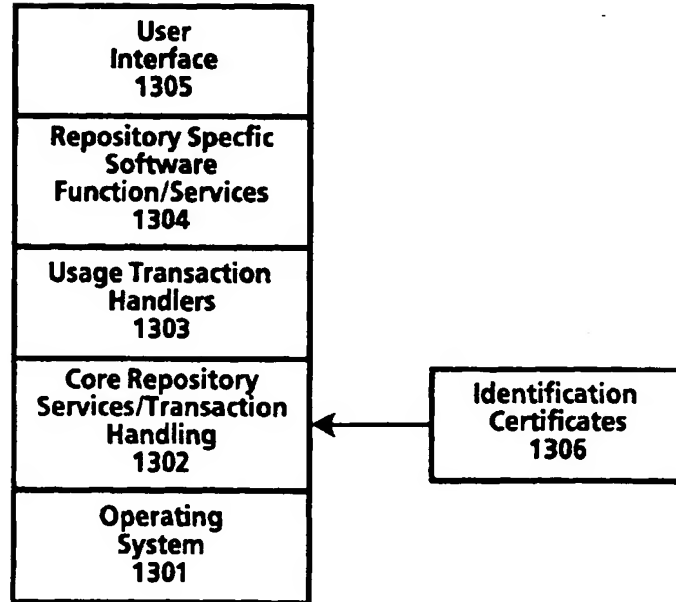 User
Interface
1305
Repository Specfic
Software
Function/Services
1304
Usage Transaction
Handlers
1303
Core Repository
Services/Transaction
Handling
1302
Identification
Certificates
1306
Operating
System
1301